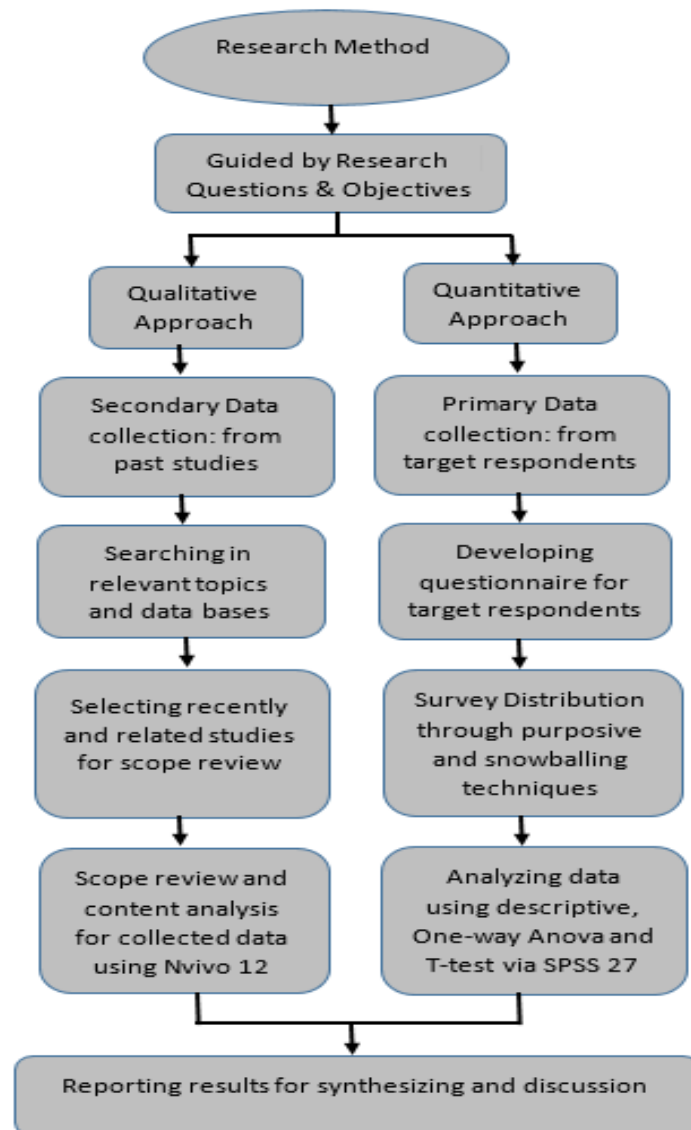 Research Method
Guided by Research
Questions & Objectives
Qualitative
Approach
Quantitative
Approach
Secondary Data
collection: from
past studies
Primary Data
collection: from
target respondents
Searching in
relevant topics
and data bases
Developing
questionnaire for
target respondents
Selecting recently
and related studies
for scope review
Survey Distribution
through purposive
and snowballing
techniques
Scope review and
content analysis
for collected data
using Nvivo 12
Analyzing data
using descriptive,
One-way Anova and
T-test via SPSS 27
Reporting results for synthesizing and discussion